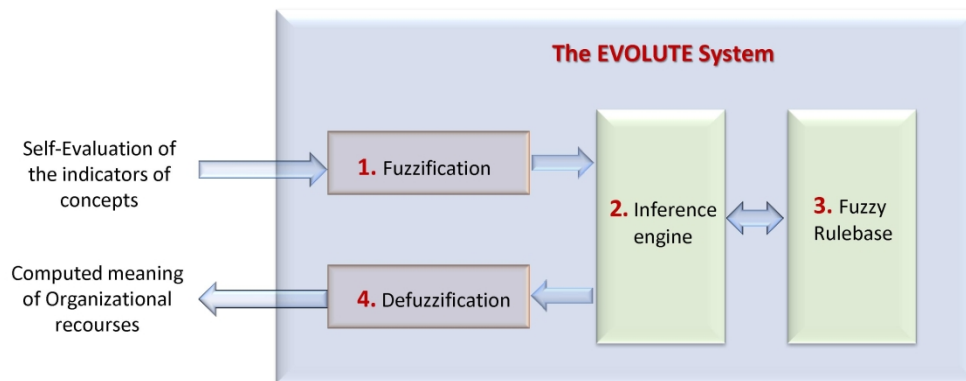 The EVOLUTE System
Self-Evaluation of
the indicators of
concepts
1. Fuzzification
2. Inference
engine
3. Fuzzy
Rulebase
Computed meaning
of Organizational
recourses
4. Defuzzification